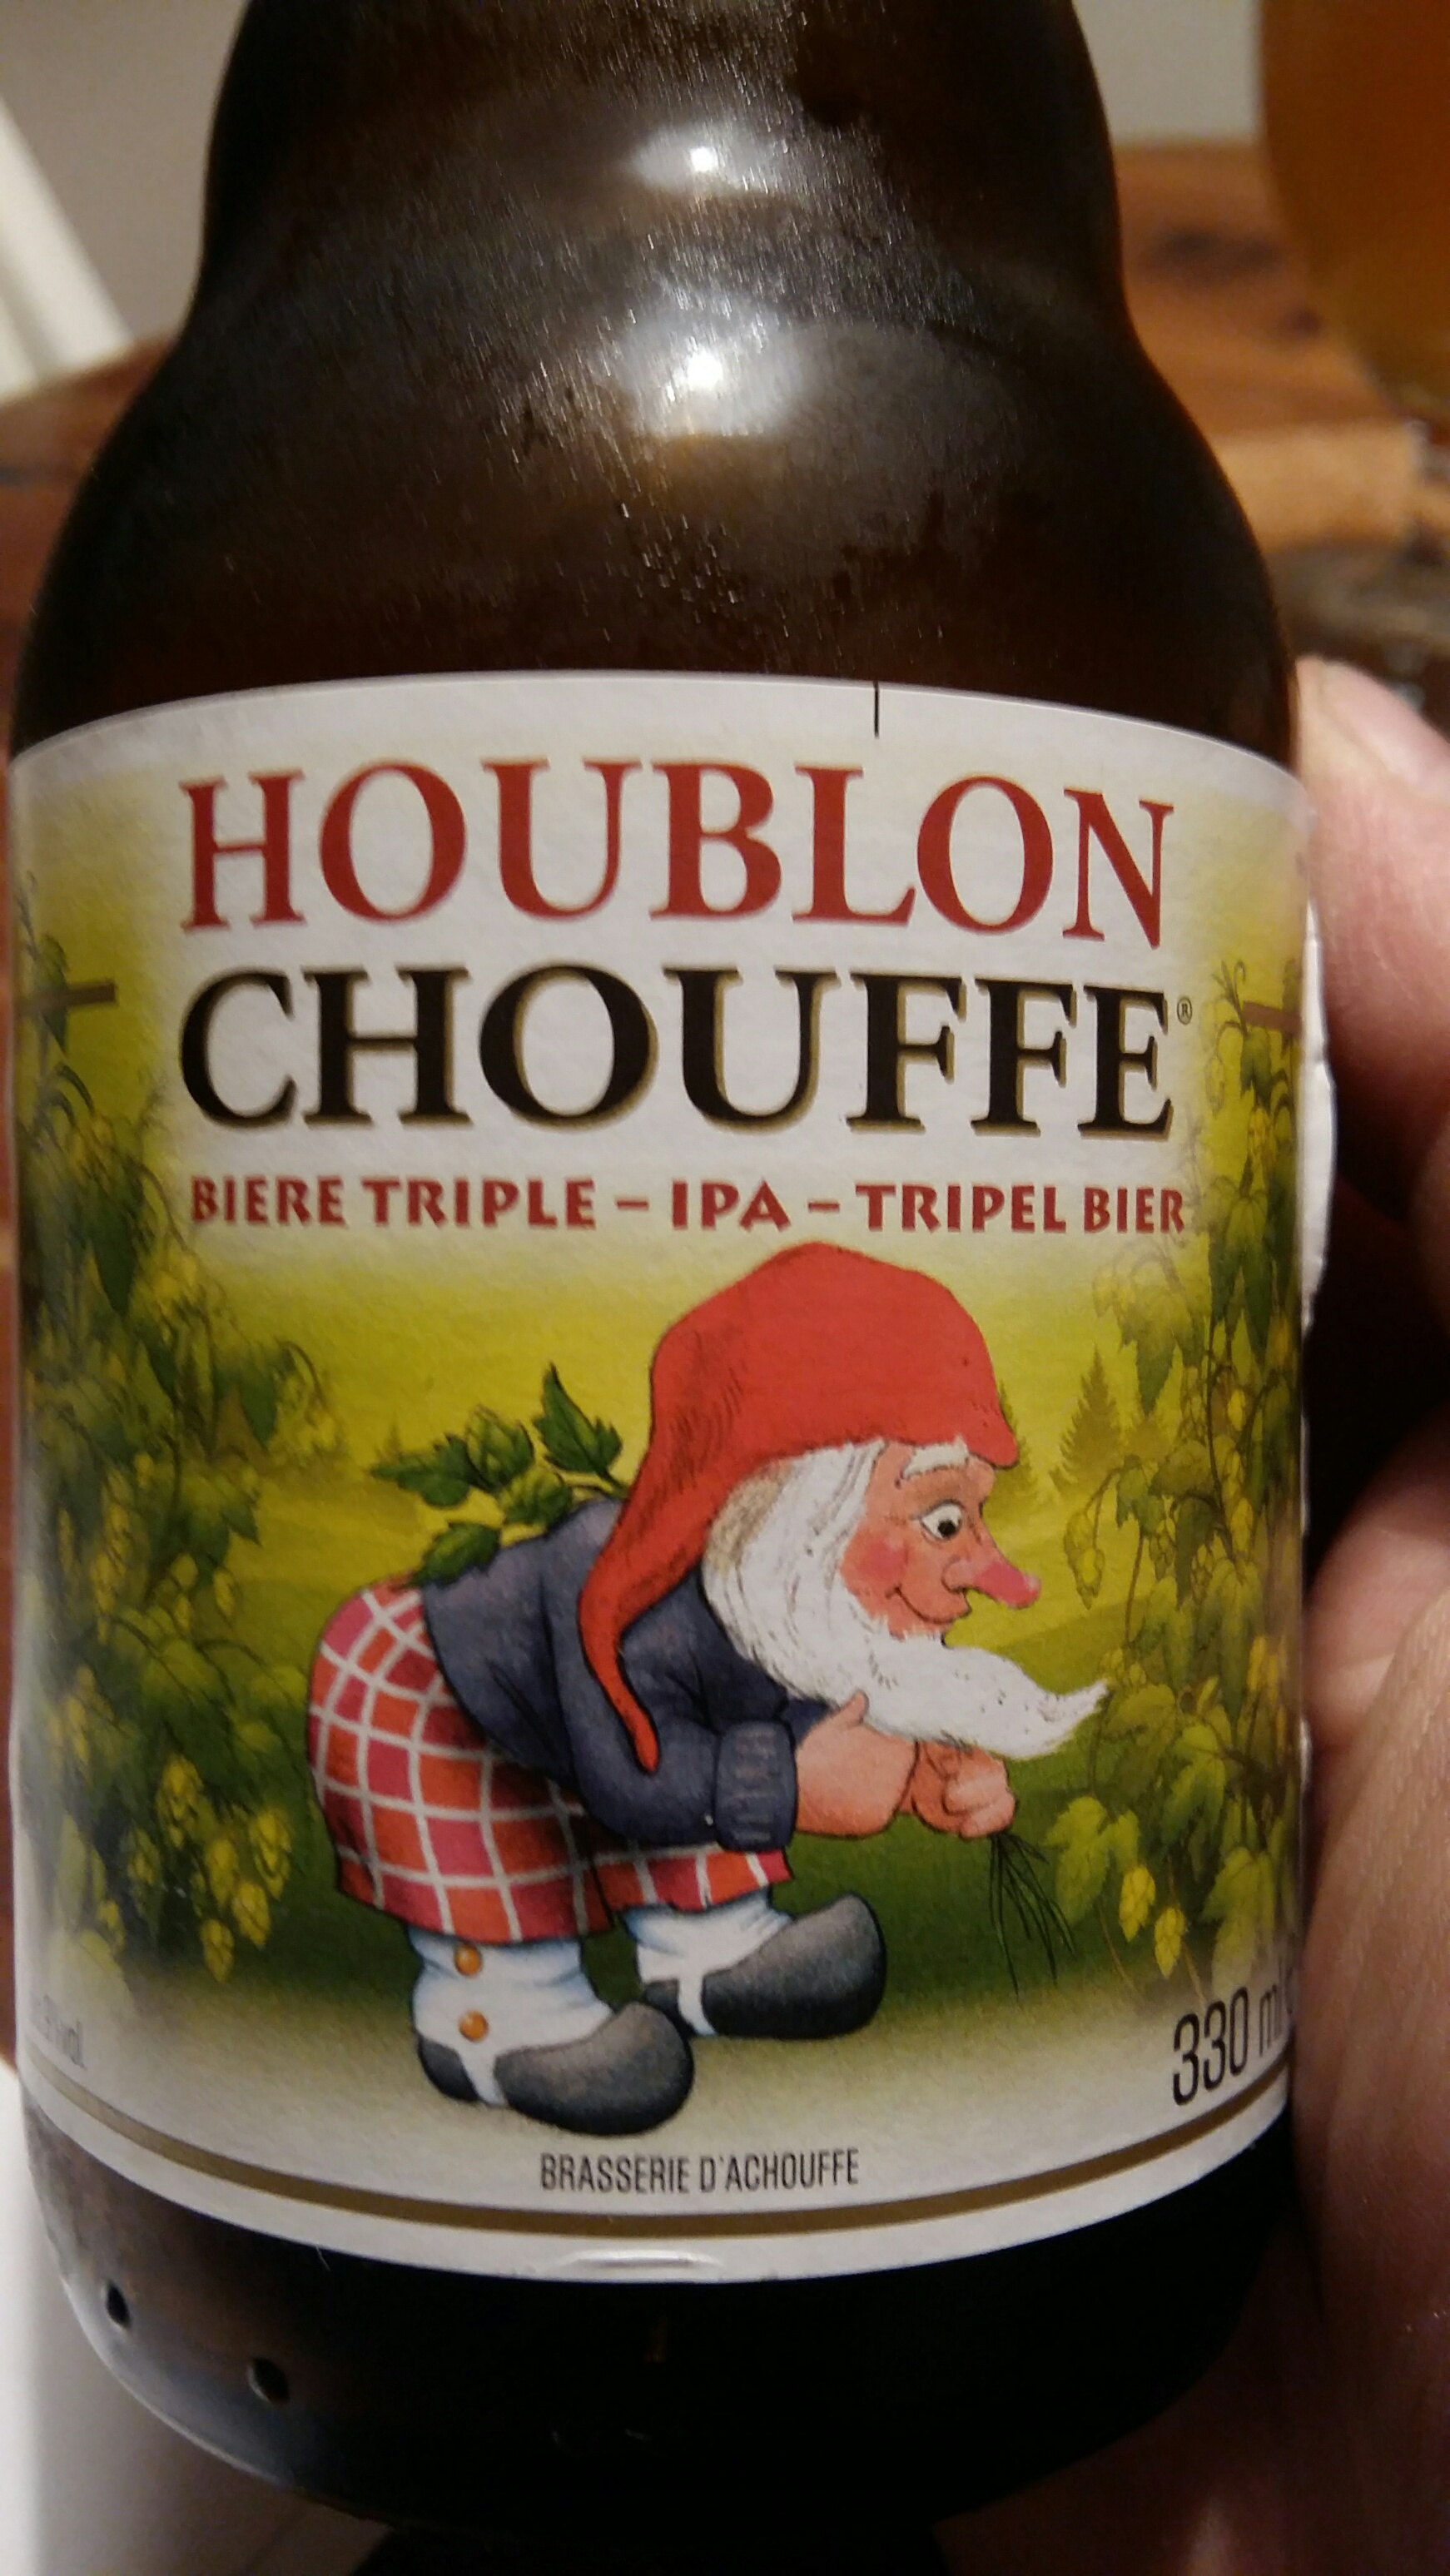 HOUBLON
CHOUFFE®
BIERE TRIPLE – IPA – TRIPEL BIER
330 ml
BRASSERIE D'ACHOUFFE